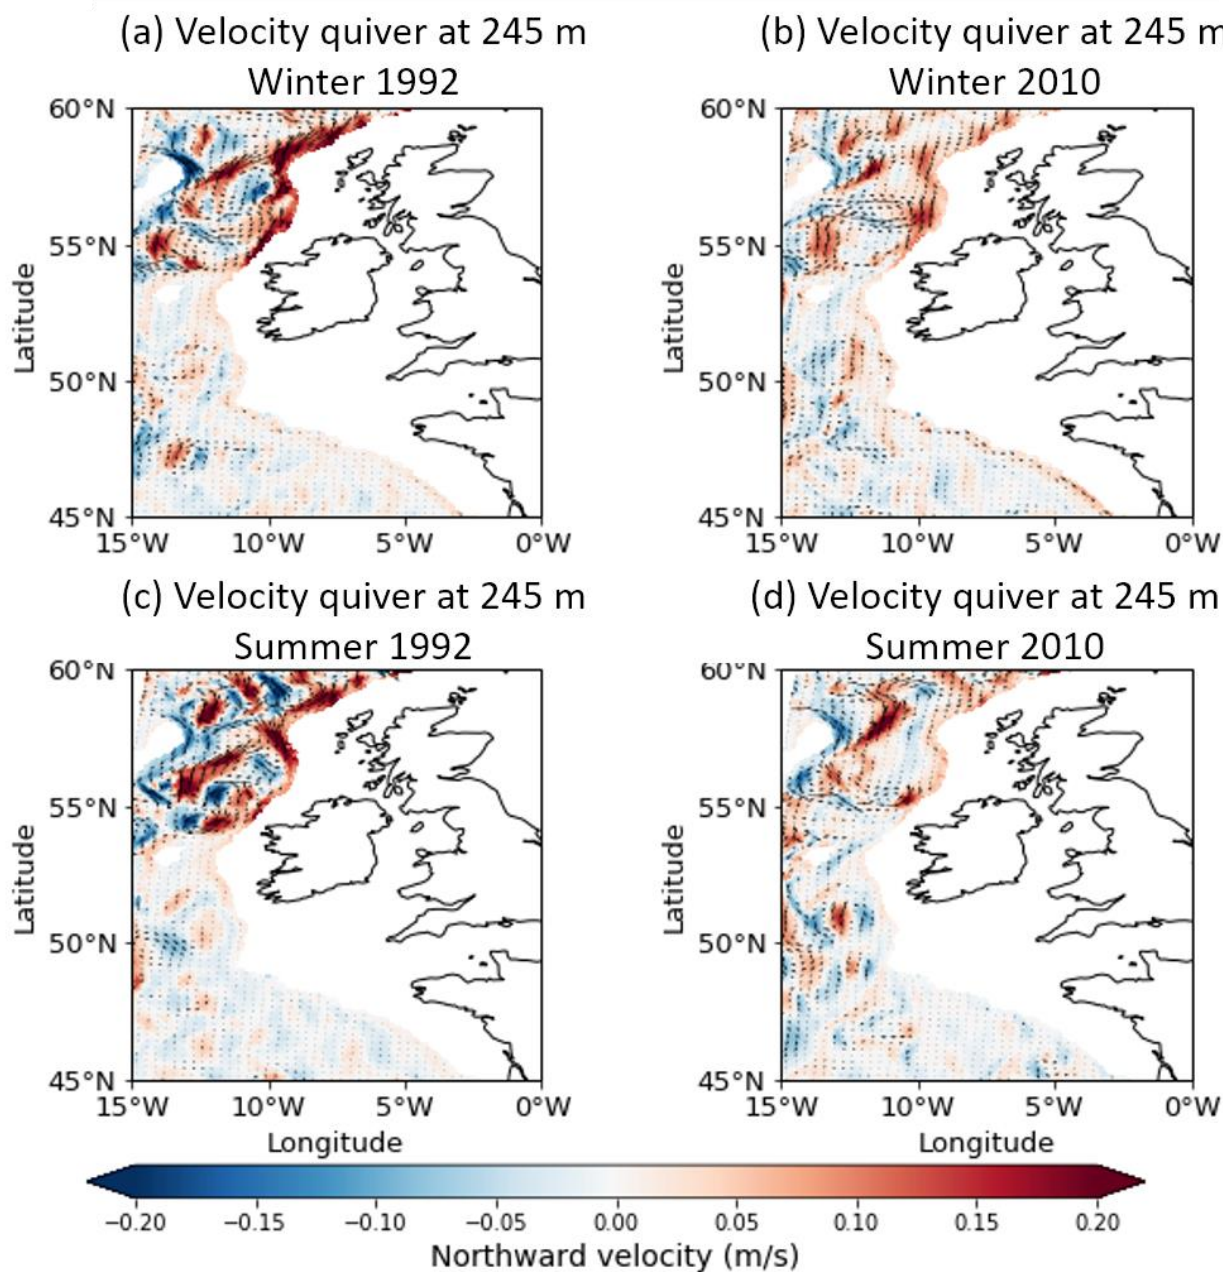 (a) Velocity quiver at 245 m
Winter 1992
(b) Velocity quiver at 245 m
Winter 2010
60°N
55°N
50°N
45°N
Latitude
15°W 10°W 5°W 0°W
60°N
55°N
50°N
45°N
Latitude
15°W 10°W 5°W 0°W
(c) Velocity quiver at 245 m
Summer 1992
(d) Velocity quiver at 245 m
Summer 2010
60°N
55°N
50°N
45°N
Latitude
15°W 10°W 5°W 0°W
Longitude
60°N
55°N
50°N
45°N
Latitude
15°W 10°W 5°W 0°W
Longitude
−0.20 −0.15 −0.10 −0.05 0.00 0.05 0.10 0.15 0.20
Northward velocity (m/s)